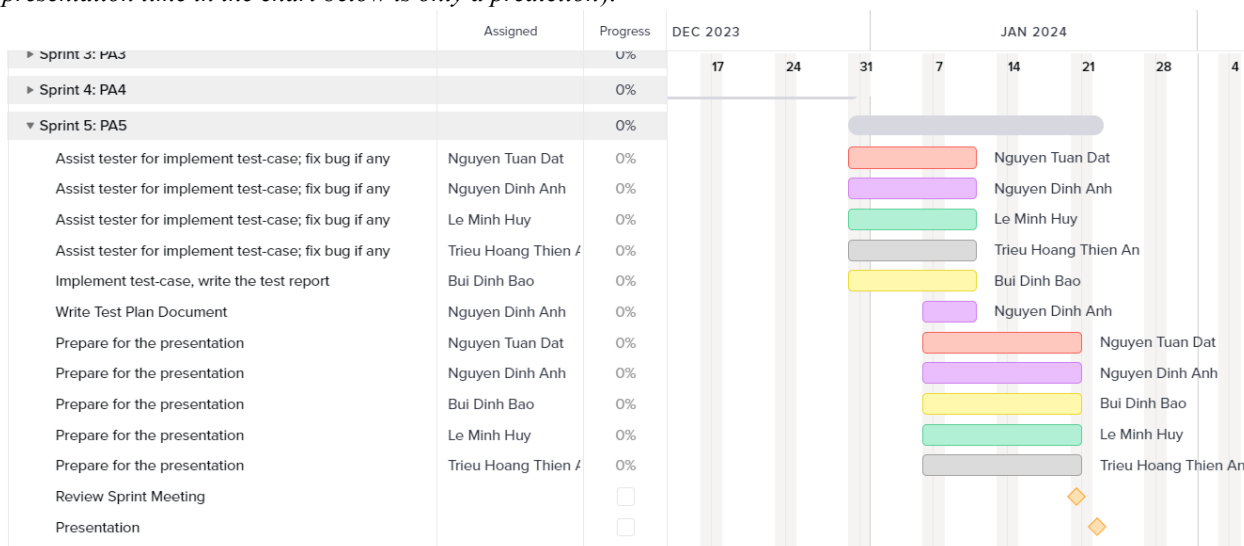 presentation time in the chart below is only a prediction).
Assigned Progress DEC 2023 JAN 2024
17 24 31 7 14 21 28 4
Sprint 3: PA3 0%
Sprint 4: PA4 0%
Sprint 5: PA5 0%
Assist tester for implement test-case; fix bug if any Nguyen Tuan Dat 0% Nguyen Tuan Dat
Assist tester for implement test-case; fix bug if any Nguyen Dinh Anh 0% Nguyen Dinh Anh
Assist tester for implement test-case; fix bug if any Le Minh Huy 0% Le Minh Huy
Assist tester for implement test-case; fix bug if any Trieu Hoang Thien 0% Trieu Hoang Thien An
Implement test-case, write the test report Bui Dinh Bao 0% Bui Dinh Bao
Write Test Plan Document Nguyen Dinh Anh 0% Nguyen Dinh Anh
Prepare for the presentation Nguyen Tuan Dat 0% Nguyen Tuan Dat
Prepare for the presentation Nguyen Dinh Anh 0% Nguyen Dinh Anh
Prepare for the presentation Bui Dinh Bao 0% Bui Dinh Bao
Prepare for the presentation Le Minh Huy 0% Le Minh Huy
Prepare for the presentation Trieu Hoang Thien 0% Trieu Hoang Thien An
Review Sprint Meeting
Presentation